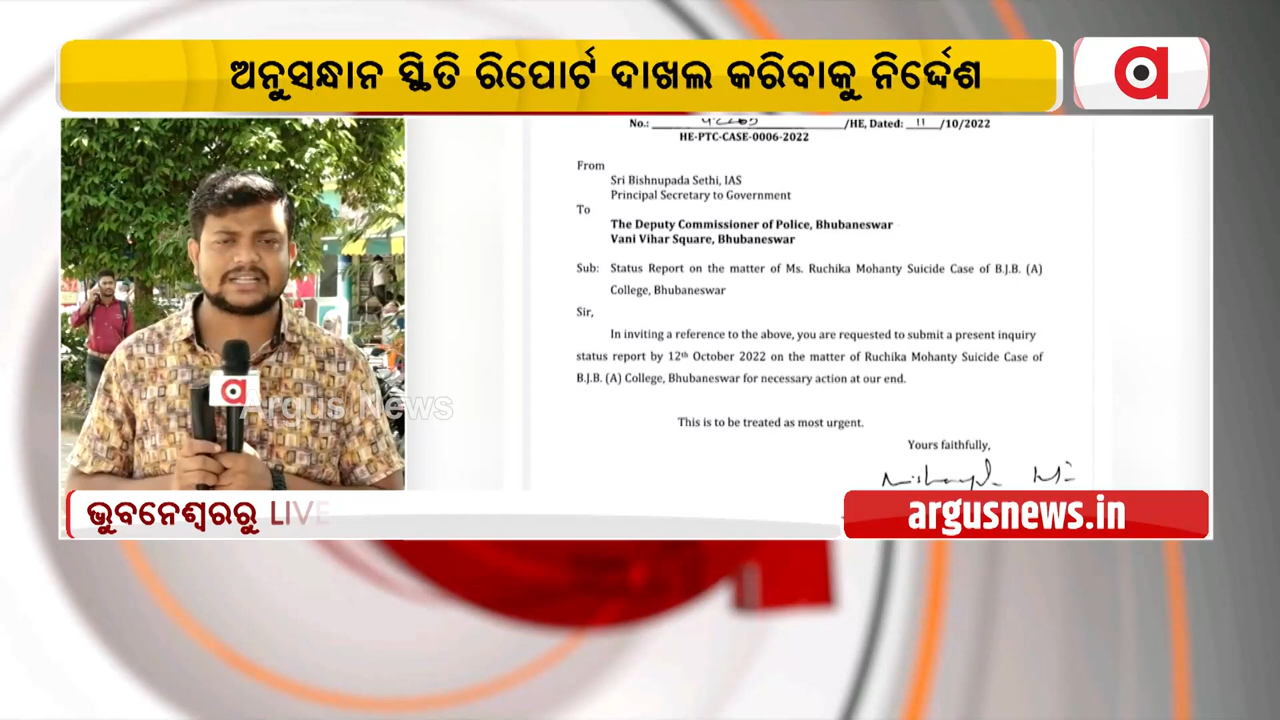 ଅନୁସନ୍ଧାନ ସ୍ଥିତି ରିପୋର୍ଟ ଦାଖଲ କରିବାକୁ ନିର୍ଦ୍ଦେଶ
a
No.: /HE, Dated: 11 /10/2022
HE-PTC-CASE-0006-2022
From
Sri Bishnupada Sethi, IAS
Principal Secretary to Government
To
The Deputy Commissioner of Police, Bhubaneswar
Vani Vihar Square, Bhubaneswar
Sub: Status Report on the matter of Ms. Ruchika Mohanty Suicide Case of B.J.B. (A)
College, Bhubaneswar
Sir,
In inviting a reference to the above, you are requested to submit a present inquiry
status report by 12th October 2022 on the matter of Ruchika Mohanty Suicide Case of
B.J.B. (A) College, Bhubaneswar for necessary action at our end.
This is to be treated as most urgent.
Yours faithfully,
a
Argus News
ଭୁବନେଶ୍ୱରରୁ LIVE
argusnews.in